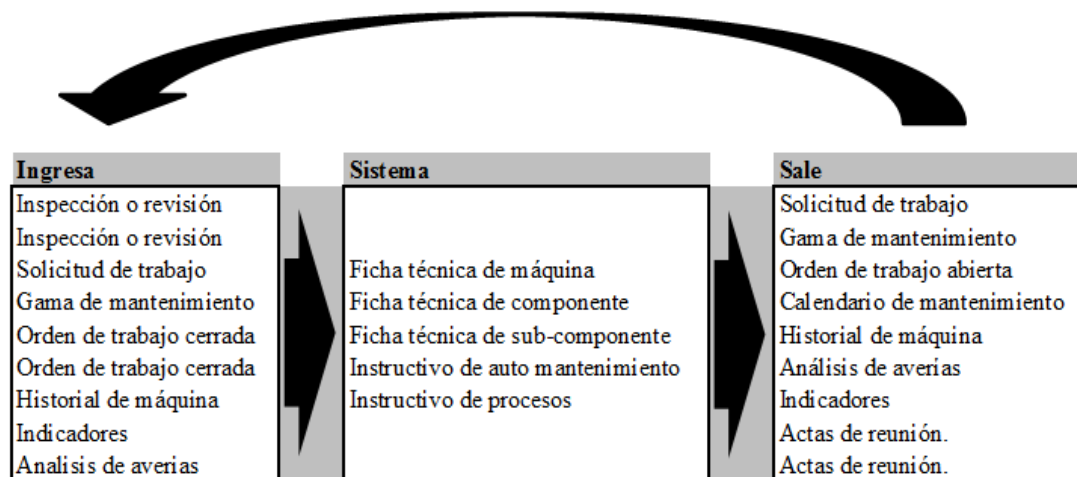 Ingresa
Inspección o revisión
Inspección o revisión
Solicitud de trabajo
Gama de mantenimiento
Orden de trabajo cerrada
Orden de trabajo cerrada
Historial de máquina
Indicadores
Analisis de averias
Sistema
Ficha técnica de máquina
Ficha técnica de componente
Ficha técnica de sub-componente
Instructivo de auto mantenimiento
Instructivo de procesos
Sale
Solicitud de trabajo
Gama de mantenimiento
Orden de trabajo abierta
Calendario de mantenimiento
Historial de máquina
Análisis de averias
Indicadores
Actas de reunión.
Actas de reunión.